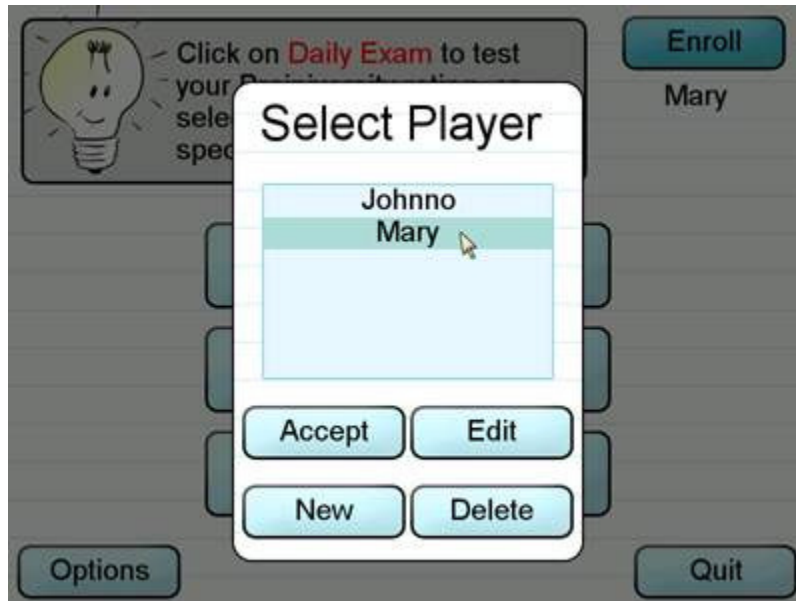 Click on Daily Exam to test
your
sele
spec
Enroll
Mary
Select Player
Johnno
Mary
Accept
Edit
New
Delete
Options
Quit